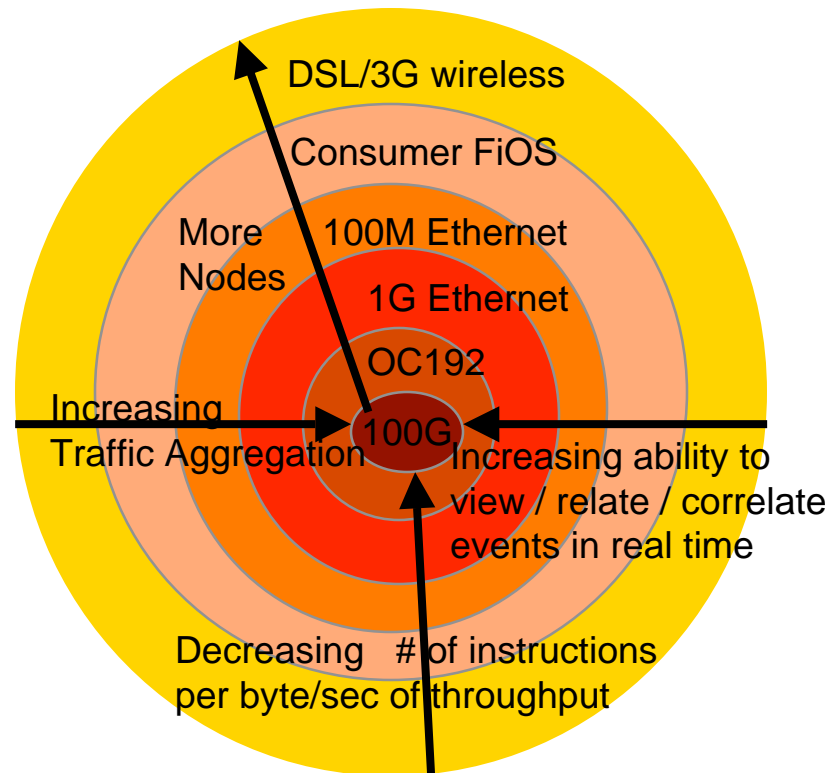 DSL/3G wireless
Consumer FiOS
More
Nodes
100M Ethernet
1G Ethernet
OC192
100G
Increasing
Traffic Aggregation
Increasing ability to
view / relate / correlate
events in real time
Decreasing # of instructions
per byte/sec of throughput